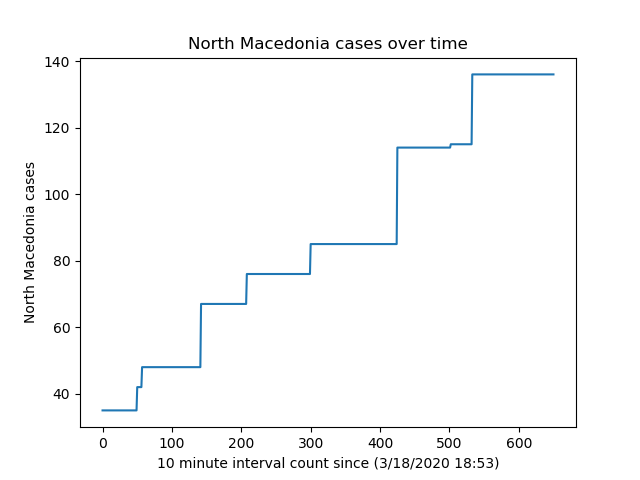 North Macedonia cases over time
140
120
100
80
60
40
North Macedonia cases
0 100 200 300 400 500 600
10 minute interval count since (3/18/2020 18:53)